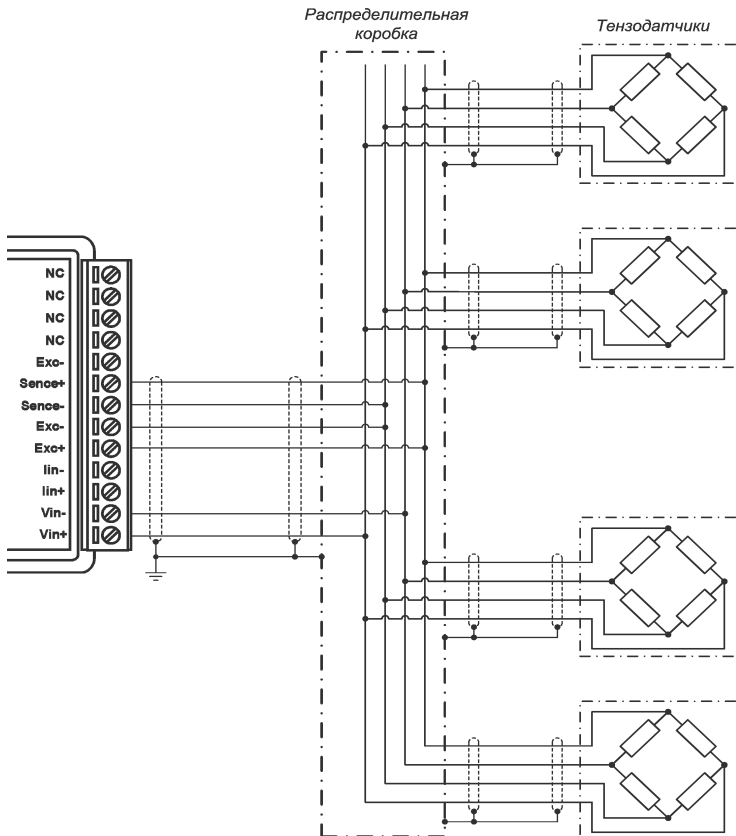 Распределительная
коробка
Тензодатчики
NC
NC
NC
NC
Exc-
Sence+
Sence-
Exc-
Exc+
Iin-
Iin+
Vin-
Vin+